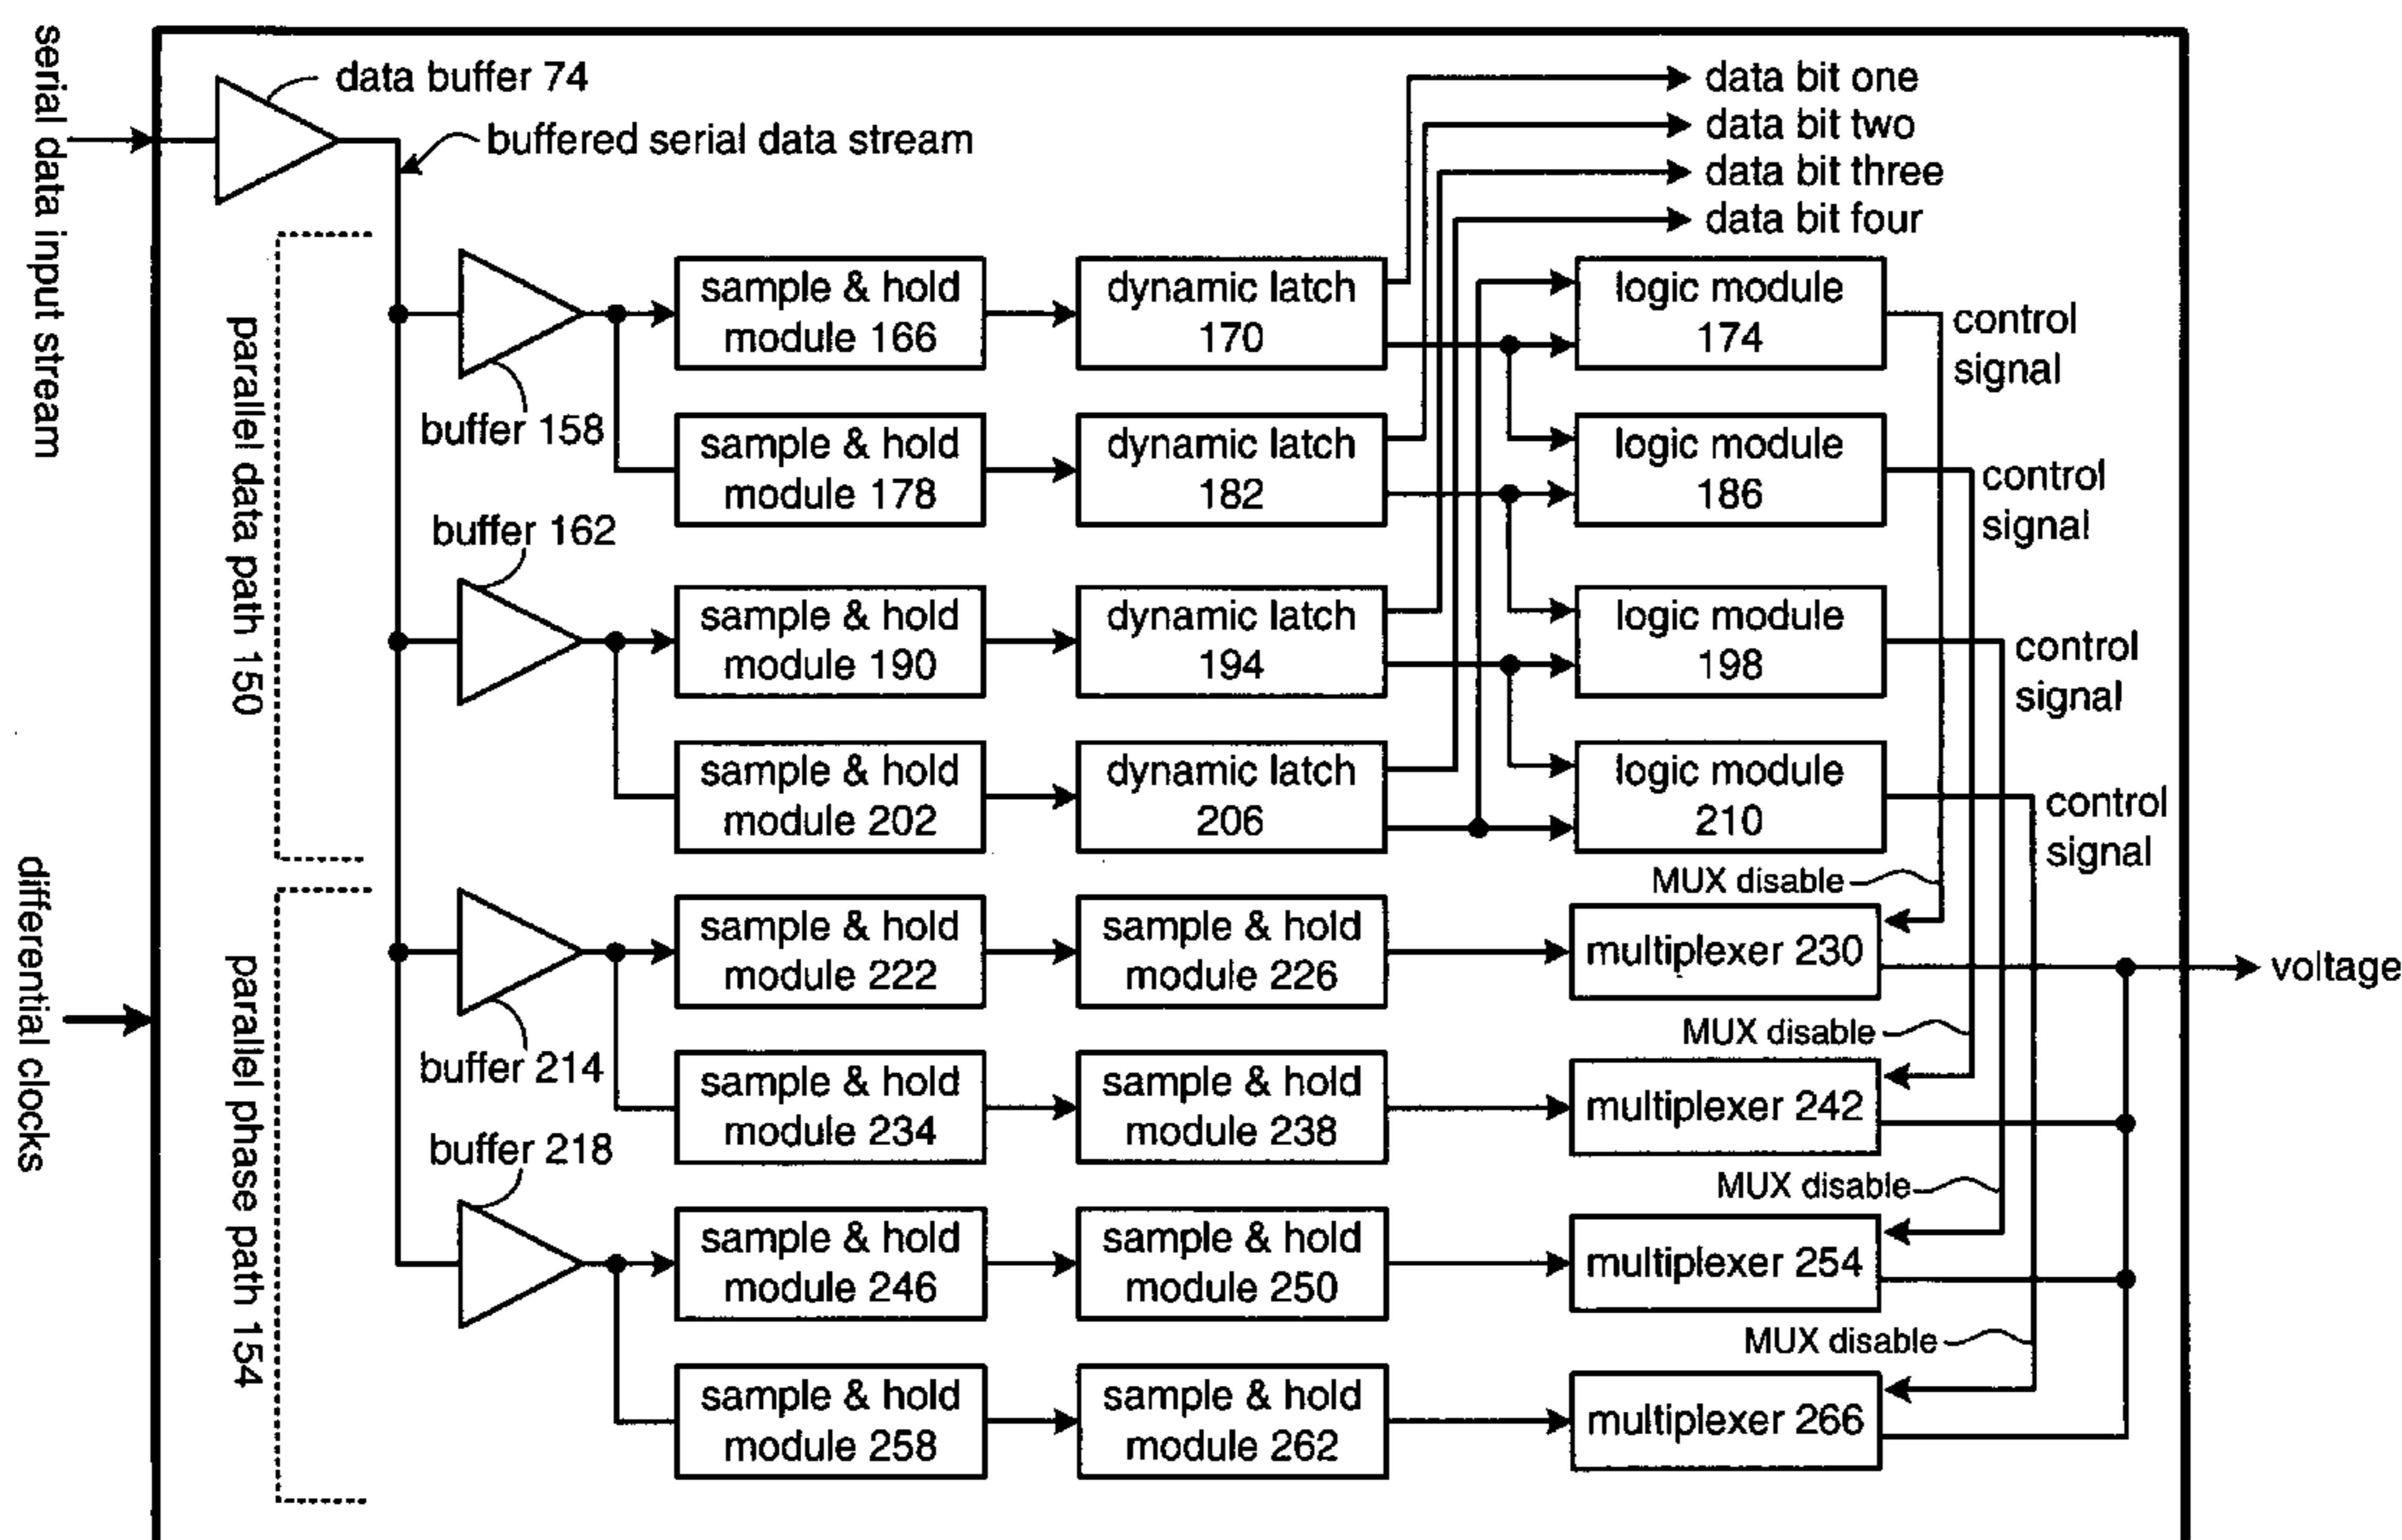 serial data input stream
differential clocks
data buffer 74
buffered serial data stream
data bit one
data bit two
data bit three
data bit four
parallel data path 150
buffer 158
sample & hold
module 166
dynamic latch
170
logic module
174
control
signal
sample & hold
module 178
dynamic latch
182
logic module
186
control
signal
buffer 162
sample & hold
module 190
dynamic latch
194
logic module
198
control
signal
sample & hold
module 202
dynamic latch
206
logic module
210
control
signal
parallel phase path 154
buffer 214
sample & hold
module 222
sample & hold
module 226
MUX disable
multiplexer 230
voltage
sample & hold
module 234
sample & hold
module 238
MUX disable
multiplexer 242
buffer 218
sample & hold
module 246
sample & hold
module 250
MUX disable
multiplexer 254
sample & hold
module 258
sample & hold
module 262
MUX disable
multiplexer 266